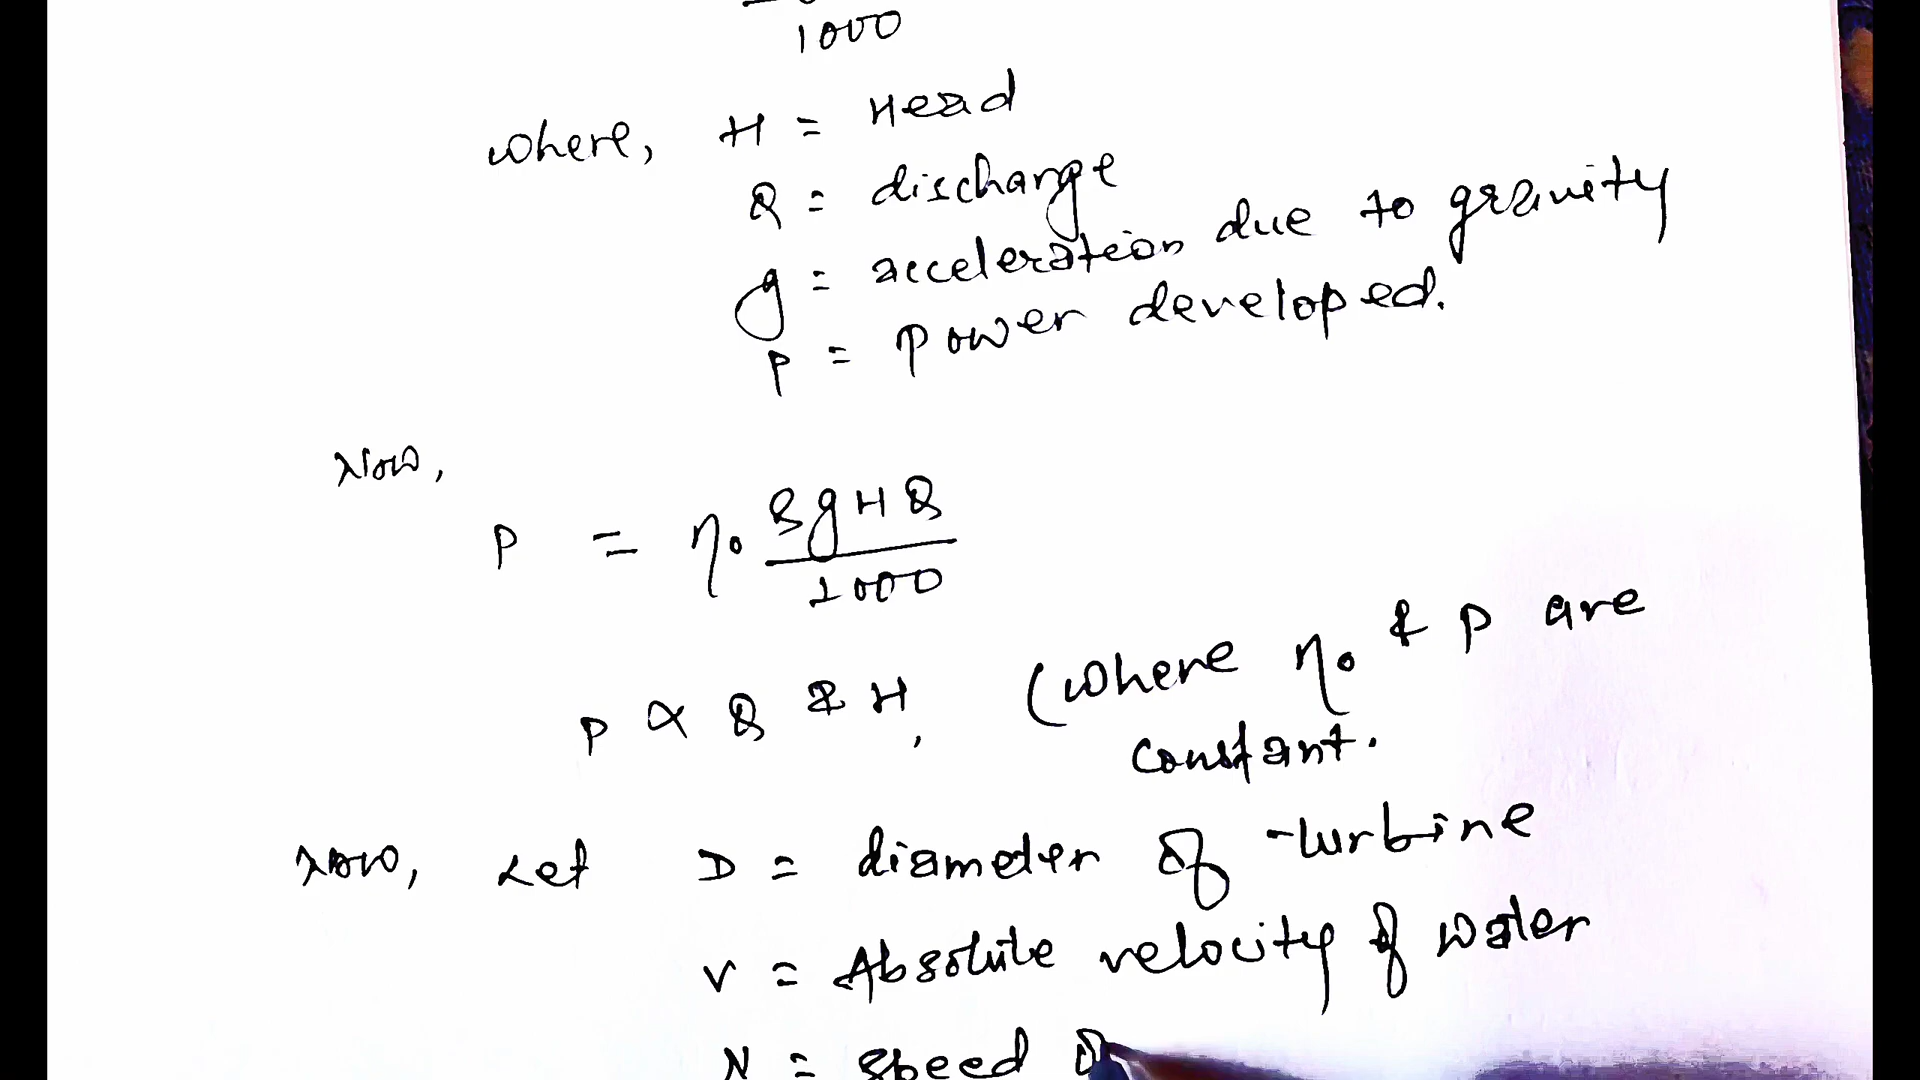 1000
where, H = Head
Q = discharge
g = acceleration due to gravity
P = Power developed.
Now,
P = η₀ ρgHQ / 1000
P ∝ Q & H, (where η₀ & ρ are
constant.
Now, Let D = diameter of turbine
V = Absolute velocity of water
N = speed o